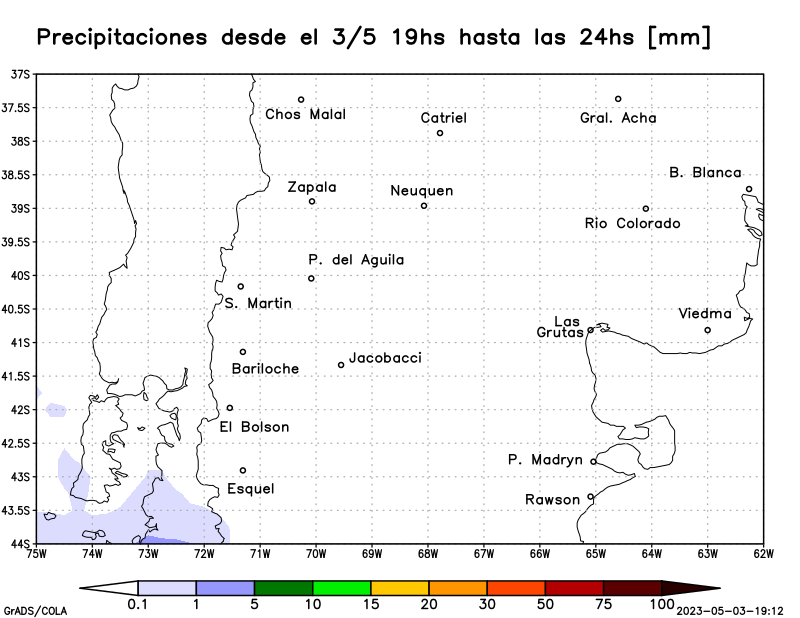 Precipitaciones desde el 3/5 19hs hasta las 24hs [mm]
37S
37.5S
38S
38.5S
39S
39.5S
40S
40.5S
41S
41.5S
42S
42.5S
43S
43.5S
44S
Chos Malal
Catriel
Gral. Acha
B. Blanca
Zapala
Neuquen
Rio Colorado
P. del Aguila
S. Martin
Viedma
Las
Grutas
Jacobacci
Bariloche
El Bolson
P. Madryn
Esquel
Rawson
75W 74W 73W 72W 71W 70W 69W 68W 67W 66W 65W 64W 63W 62W
0.1 1 5 10 15 20 30 50 75 100
GrADS/COLA
2023-05-03-19:12